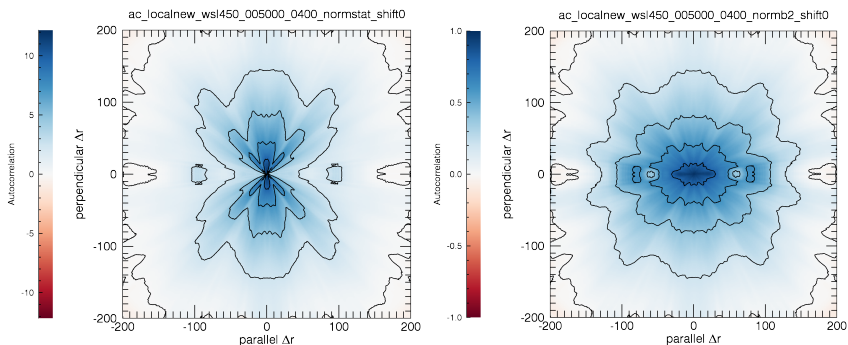 ac_localnew_wsl450_005000_0400_normstat_shift0
10
5
0
-5
-10
Autocorrelation
200
100
0
-100
-200
perpendicular Δr
-200 -100 0 100 200
parallel Δr
ac_localnew_wsl450_005000_0400_normb2_shift0
1.0
0.5
0.0
-0.5
-1.0
Autocorrelation
200
100
0
-100
-200
perpendicular Δr
-200 -100 0 100 200
parallel Δr